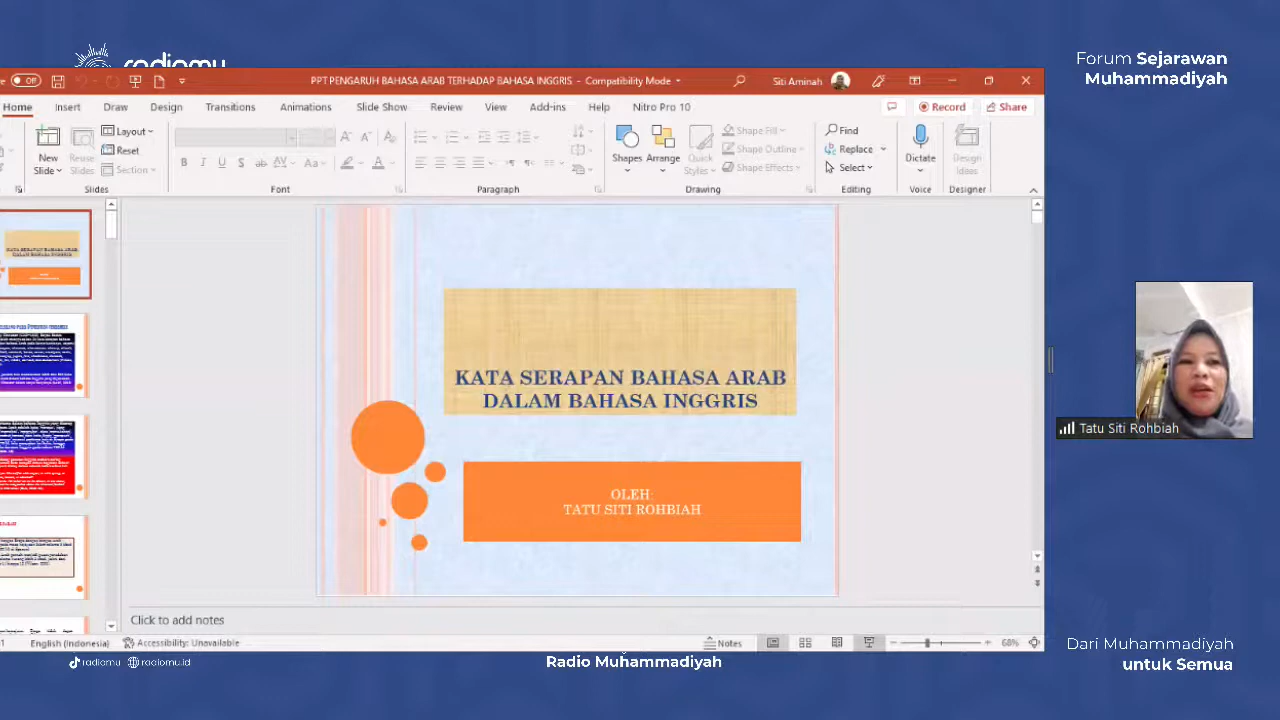 radiomu
Forum Sejarawan
Muhammadiyah
Off
PPT PENGARUH BAHASA ARAB TERHADAP BAHASA INGGRIS - Compatibility Mode
Siti Aminah
Home Insert Draw Design Transitions Animations Slide Show Review View Add-ins Help Nitro Pro 10
Record Share
New Slide
Reuse Slides
Layout
Reset
Section
Slides
Font
Paragraph
Shapes
Arrange
Quick Styles
Shape Fill
Shape Outline
Shape Effects
Drawing
Find
Replace
Select
Editing
Dictate
Voice
Design Ideas
Designer
KATA SERAPAN BAHASA ARAB
DALAM BAHASA INGGRIS
OLEH:
TATU SITI ROHBIAH
Tatu Siti Rohbiah
Click to add notes
English (Indonesia) Accessibility: Unavailable
Notes
68%
radiomu radiomu.id
Radio Muhammadiyah
Dari Muhammadiyah
untuk Semua